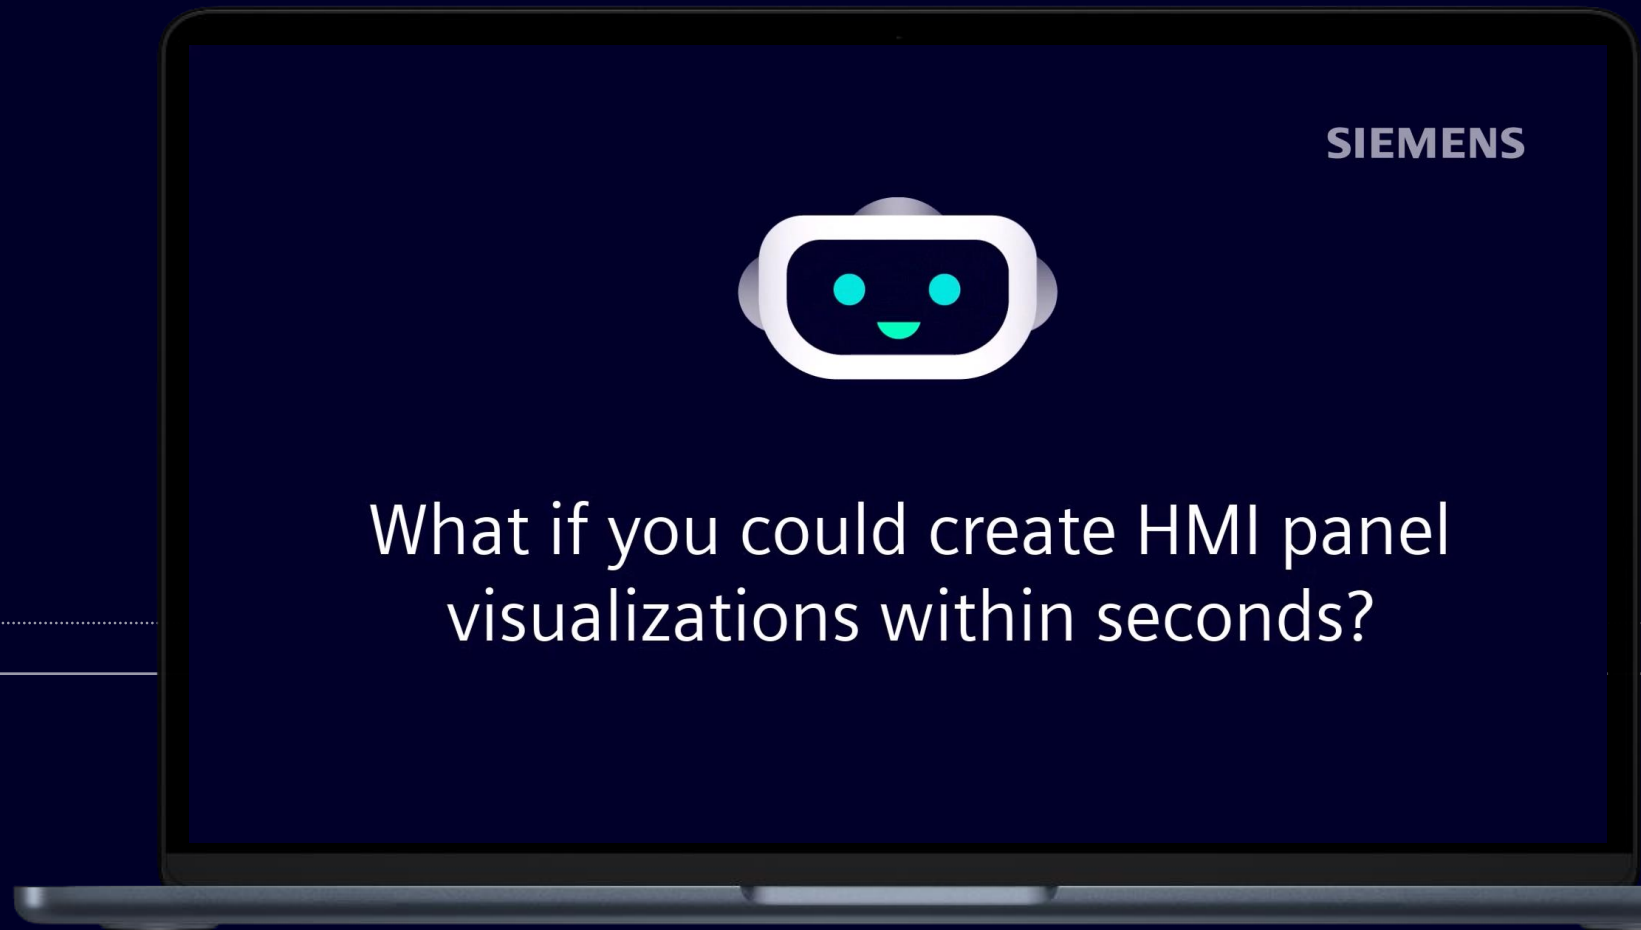 SIEMENS
What if you could create HMI panel
visualizations within seconds?